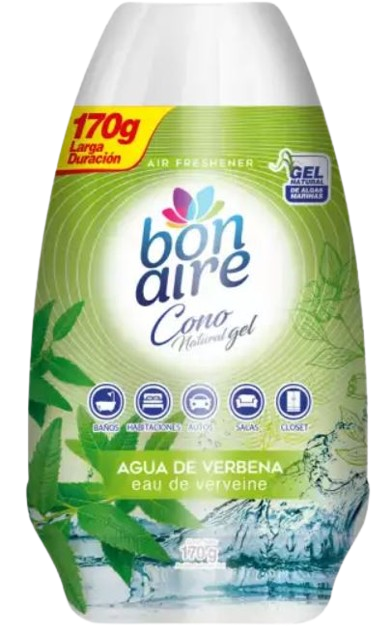 170g
Larga
Duración
AIR FRESHENER
GEL
NATURAL
DE ALGAS
MARINAS
bon
aire
Cono
Natural gel
BAÑOS HABITACIONES AUTOS SALAS CLOSET
AGUA DE VERBENA
eau de verveine
170 g